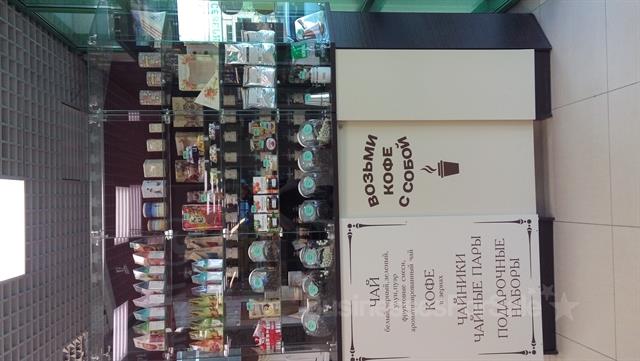 ВОЗЬМИ
КОФЕ
С СОБОЙ
ЧАЙ
белый, черный, зеленый,
улун, пуэр
фруктовые смеси,
ароматизированный чай
КОФЕ
в зернах
ЧАЙНИКИ
ЧАЙНЫЕ ПАРЫ
ПОДАРОЧНЫЕ
НАБОРЫ